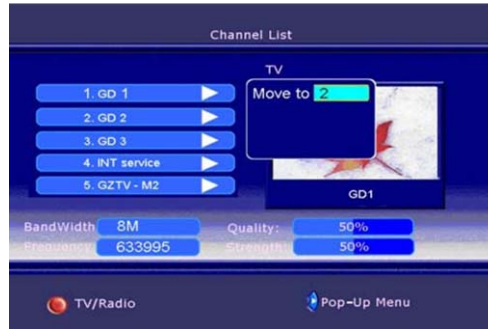 Channel List
TV
1. GD 1
Move to 2
2. GD 2
3. GD 3
4. INT service
5. GZTV - M2
GD1
BandWidth 8M Quality: 50%
Frequency 633995 Strength: 50%
TV/Radio Pop-Up Menu